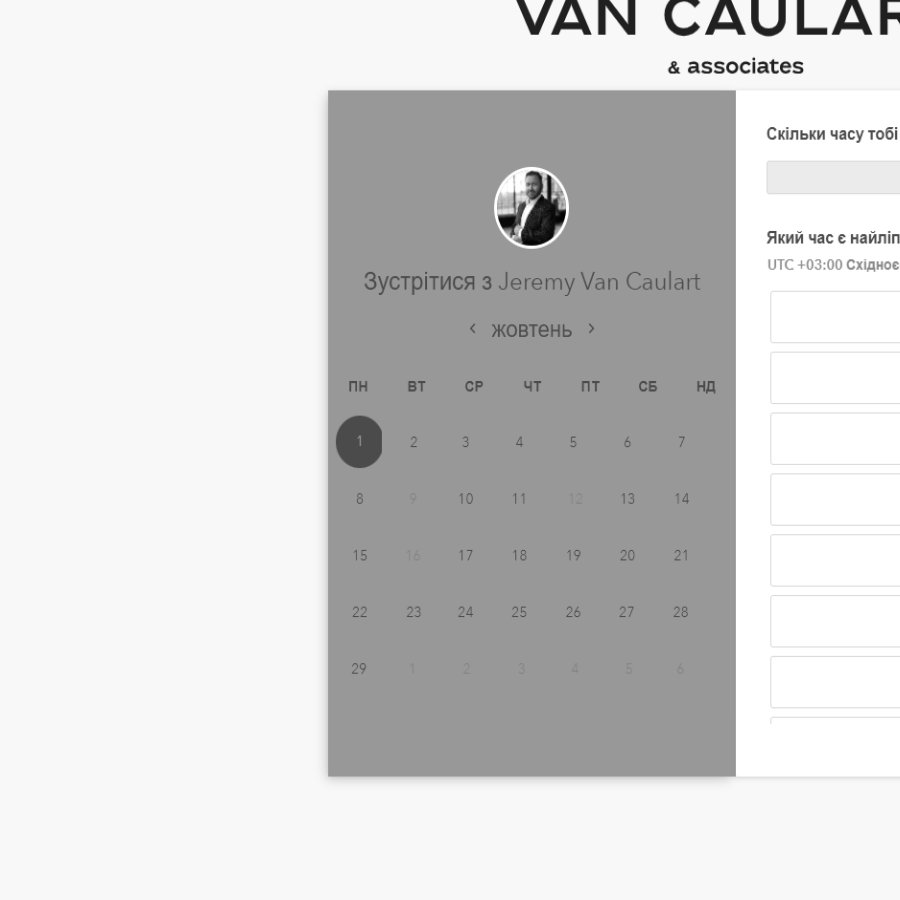 VAN CAULAR
& associates
Зустрітися з Jeremy Van Caulart
‹ жовтень ›
ПН ВТ СР ЧТ ПТ СБ НД
1 2 3 4 5 6 7
8 9 10 11 12 13 14
15 16 17 18 19 20 21
22 23 24 25 26 27 28
29 1 2 3 4 5 6
Скільки часу тобі
Який час є найліп
UTC +03:00 Східноє